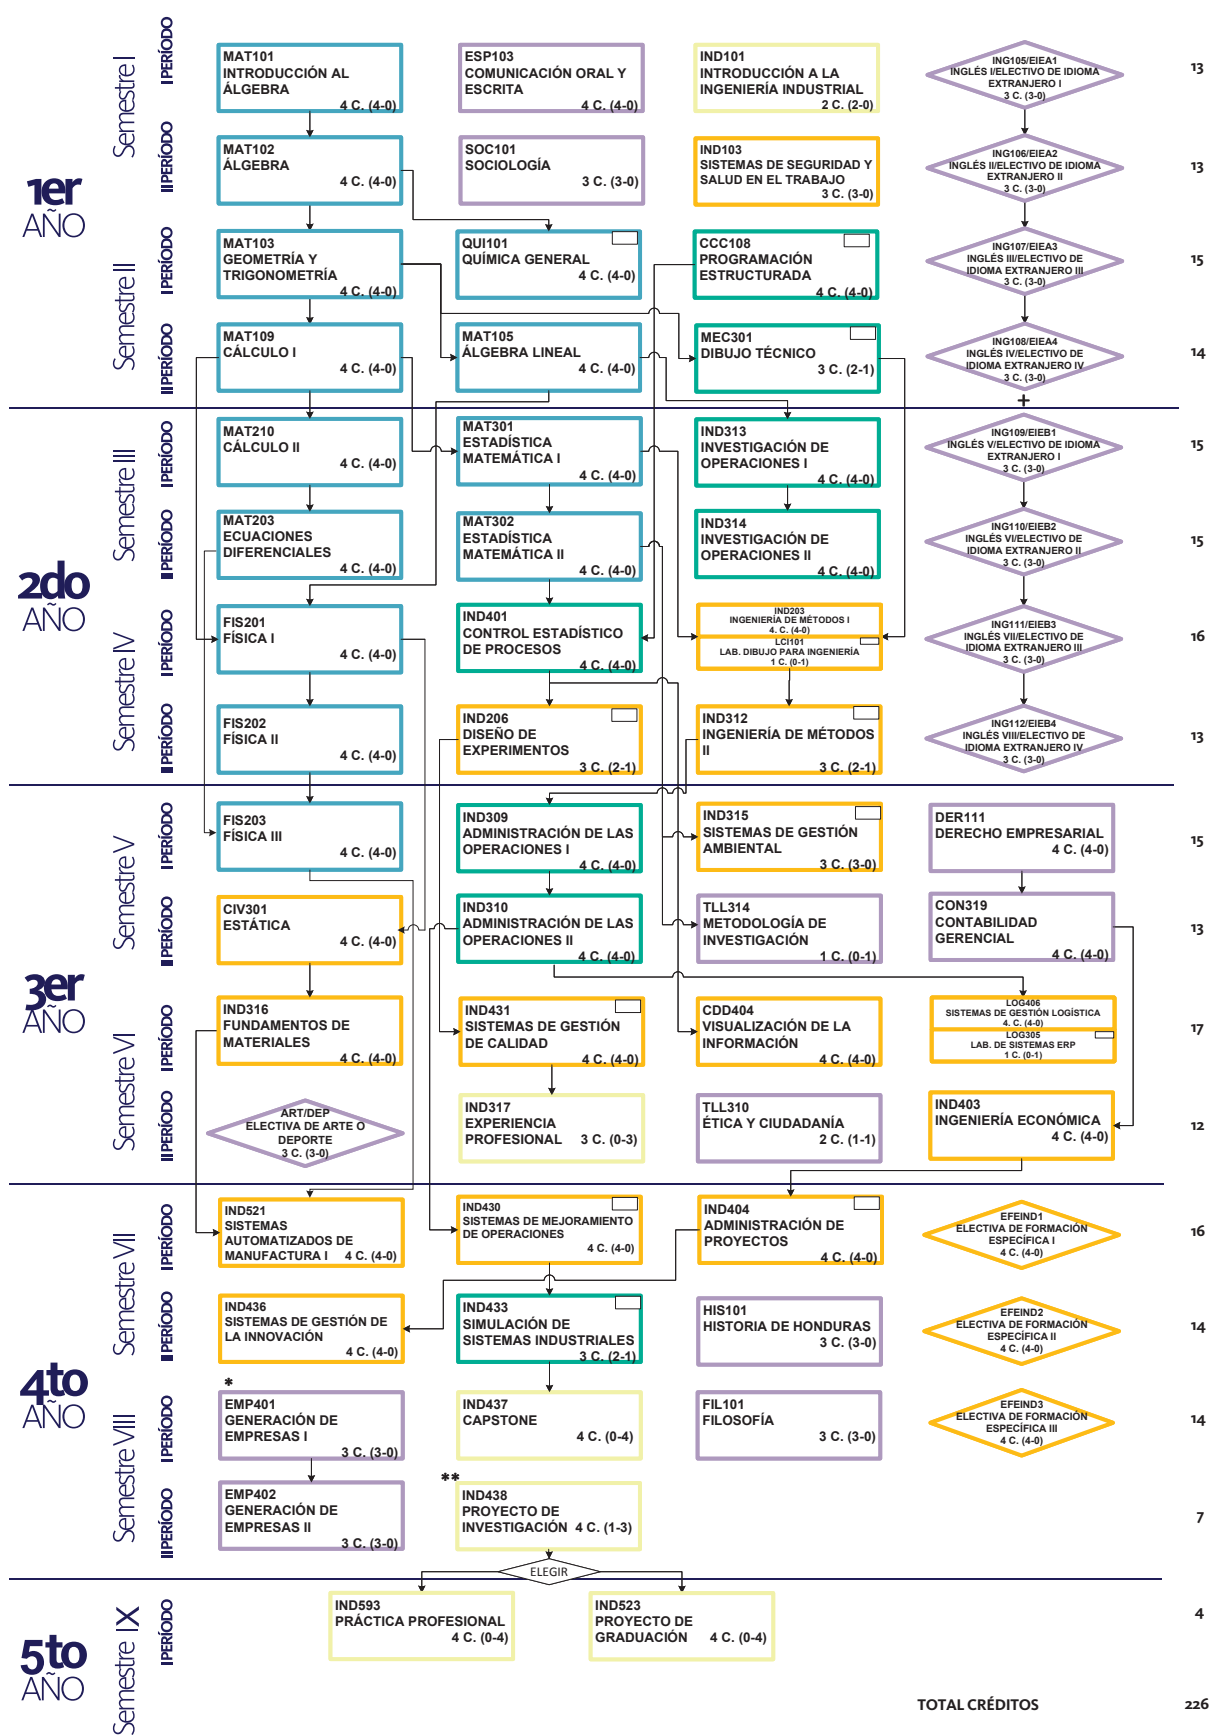 1er
AÑO
Semestre I
I PERÍODO
MAT101
INTRODUCCIÓN AL
ÁLGEBRA
4 C. (4-0)
ESP103
COMUNICACIÓN ORAL Y
ESCRITA
4 C. (4-0)
IND101
INTRODUCCIÓN A LA
INGENIERÍA INDUSTRIAL
2 C. (2-0)
ING105/EIEA1
INGLÉS I/ELECTIVO DE IDIOMA
EXTRANJERO I
3 C. (3-0)
13
II PERÍODO
MAT102
ÁLGEBRA
4 C. (4-0)
SOC101
SOCIOLOGÍA
3 C. (3-0)
IND103
SISTEMAS DE SEGURIDAD Y
SALUD EN EL TRABAJO
3 C. (3-0)
ING106/EIEA2
INGLÉS II/ELECTIVO DE IDIOMA
EXTRANJERO II
3 C. (3-0)
13
Semestre II
I PERÍODO
MAT103
GEOMETRÍA Y
TRIGONOMETRÍA
4 C. (4-0)
QUI101
QUÍMICA GENERAL
4 C. (4-0)
CCC108
PROGRAMACIÓN
ESTRUCTURADA
4 C. (4-0)
ING107/EIEA3
INGLÉS III/ELECTIVO DE
IDIOMA EXTRANJERO III
3 C. (3-0)
15
II PERÍODO
MAT109
CÁLCULO I
4 C. (4-0)
MAT105
ÁLGEBRA LINEAL
4 C. (4-0)
MEC301
DIBUJO TÉCNICO
3 C. (2-1)
ING108/EIEA4
INGLÉS IV/ELECTIVO DE
IDIOMA EXTRANJERO IV
3 C. (3-0)
14
+
2do
AÑO
Semestre III
I PERÍODO
MAT210
CÁLCULO II
4 C. (4-0)
MAT301
ESTADÍSTICA
MATEMÁTICA I
4 C. (4-0)
IND313
INVESTIGACIÓN DE
OPERACIONES I
4 C. (4-0)
ING109/EIEB1
INGLÉS V/ELECTIVO DE IDIOMA
EXTRANJERO I
3 C. (3-0)
15
II PERÍODO
MAT203
ECUACIONES
DIFERENCIALES
4 C. (4-0)
MAT302
ESTADÍSTICA
MATEMÁTICA II
4 C. (4-0)
IND314
INVESTIGACIÓN DE
OPERACIONES II
4 C. (4-0)
ING110/EIEB2
INGLÉS VI/ELECTIVO DE
IDIOMA EXTRANJERO II
3 C. (3-0)
15
Semestre IV
I PERÍODO
FIS201
FÍSICA I
4 C. (4-0)
IND401
CONTROL ESTADÍSTICO
DE PROCESOS
4 C. (4-0)
IND203
INGENIERÍA DE MÉTODOS I
4. C. (4-0)
LCI101
LAB. DIBUJO PARA INGENIERÍA
1 C. (0-1)
ING111/EIEB3
INGLÉS VII/ELECTIVO DE
IDIOMA EXTRANJERO III
3 C. (3-0)
16
II PERÍODO
FIS202
FÍSICA II
4 C. (4-0)
IND206
DISEÑO DE
EXPERIMENTOS
3 C. (2-1)
IND312
INGENIERÍA DE MÉTODOS
II
3 C. (2-1)
ING112/EIEB4
INGLÉS VIII/ELECTIVO DE
IDIOMA EXTRANJERO IV
3 C. (3-0)
13
3er
AÑO
Semestre V
I PERÍODO
FIS203
FÍSICA III
4 C. (4-0)
IND309
ADMINISTRACIÓN DE LAS
OPERACIONES I
4 C. (4-0)
IND315
SISTEMAS DE GESTIÓN
AMBIENTAL
3 C. (3-0)
DER111
DERECHO EMPRESARIAL
4 C. (4-0)
15
II PERÍODO
CIV301
ESTÁTICA
4 C. (4-0)
IND310
ADMINISTRACIÓN DE LAS
OPERACIONES II
4 C. (4-0)
TLL314
METODOLOGÍA DE
INVESTIGACIÓN
1 C. (0-1)
CON319
CONTABILIDAD
GERENCIAL
4 C. (4-0)
13
Semestre VI
I PERÍODO
IND316
FUNDAMENTOS DE
MATERIALES
4 C. (4-0)
IND431
SISTEMAS DE GESTIÓN
DE CALIDAD
4 C. (4-0)
CDD404
VISUALIZACIÓN DE LA
INFORMACIÓN
4 C. (4-0)
LOG406
SISTEMAS DE GESTIÓN LOGÍSTICA
4. C. (4-0)
LOG305
LAB. DE SISTEMAS ERP
1 C. (0-1)
17
II PERÍODO
ART/DEP
ELECTIVA DE ARTE O
DEPORTE
3 C. (3-0)
IND317
EXPERIENCIA
PROFESIONAL 3 C. (0-3)
TLL310
ÉTICA Y CIUDADANÍA
2 C. (1-1)
IND403
INGENIERÍA ECONÓMICA
4 C. (4-0)
12
4to
AÑO
Semestre VII
I PERÍODO
IND521
SISTEMAS
AUTOMATIZADOS DE
MANUFACTURA I 4 C. (4-0)
IND430
SISTEMAS DE MEJORAMIENTO
DE OPERACIONES
4 C. (4-0)
IND404
ADMINISTRACIÓN DE
PROYECTOS
4 C. (4-0)
EFEIND1
ELECTIVA DE FORMACIÓN
ESPECÍFICA I
4 C. (4-0)
16
II PERÍODO
IND436
SISTEMAS DE GESTIÓN DE
LA INNOVACIÓN
4 C. (4-0)
IND433
SIMULACIÓN DE
SISTEMAS INDUSTRIALES
3 C. (2-1)
HIS101
HISTORIA DE HONDURAS
3 C. (3-0)
EFEIND2
ELECTIVA DE FORMACIÓN
ESPECÍFICA II
4 C. (4-0)
14
Semestre VIII
I PERÍODO
*
EMP401
GENERACIÓN DE
EMPRESAS I
3 C. (3-0)
IND437
CAPSTONE
4 C. (0-4)
FIL101
FILOSOFÍA
3 C. (3-0)
EFEIND3
ELECTIVA DE FORMACIÓN
ESPECÍFICA III
4 C. (4-0)
14
II PERÍODO
EMP402
GENERACIÓN DE
EMPRESAS II
3 C. (3-0)
**
IND438
PROYECTO DE
INVESTIGACIÓN 4 C. (1-3)
7
ELEGIR
5to
AÑO
Semestre IX
I PERÍODO
IND593
PRÁCTICA PROFESIONAL
4 C. (0-4)
IND523
PROYECTO DE
GRADUACIÓN 4 C. (0-4)
4
TOTAL CRÉDITOS 226